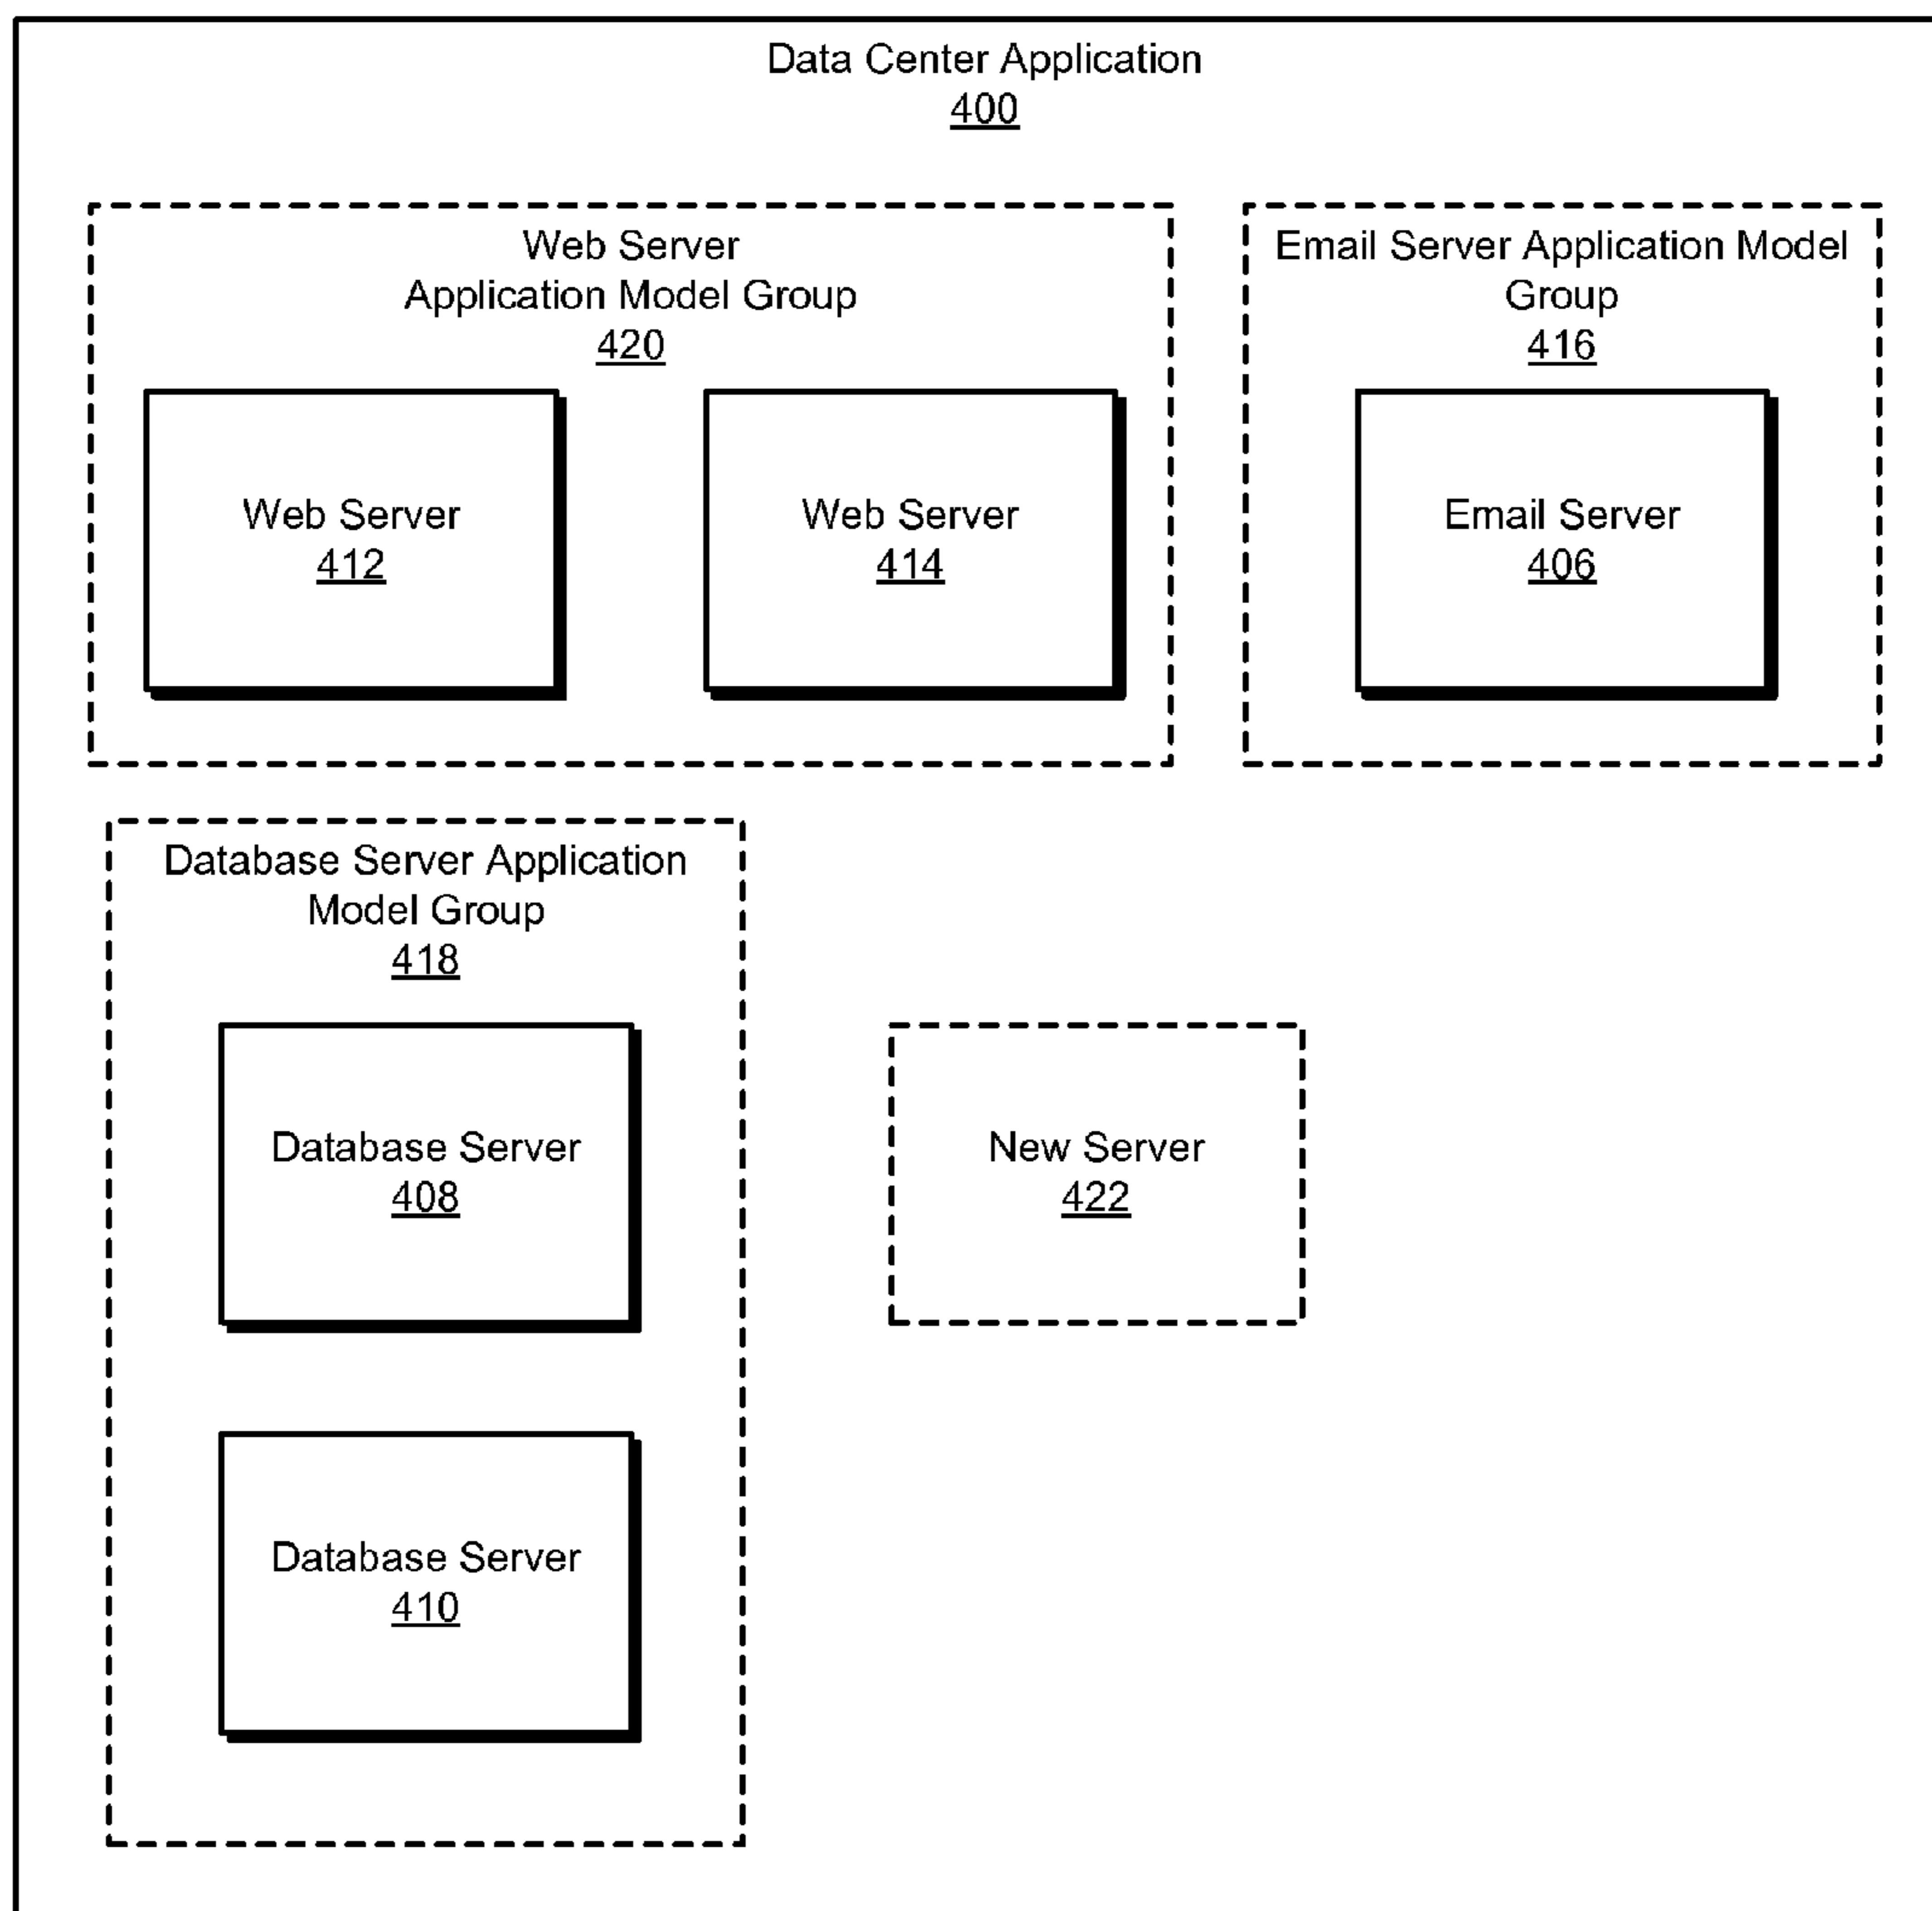 Data Center Application
400
Web Server
Application Model Group
420
Web Server
412
Web Server
414
Email Server Application Model
Group
416
Email Server
406
Database Server Application
Model Group
418
Database Server
408
Database Server
410
New Server
422